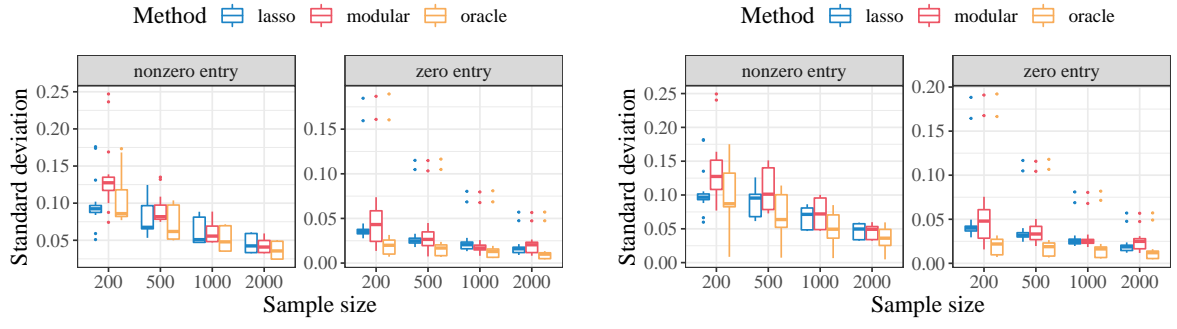 Method lasso modular oracle
nonzero entry zero entry
Standard deviation
0.25
0.20
0.15
0.10
0.05
0.15
0.10
0.05
0.00
200 500 1000 2000 200 500 1000 2000
Sample size
Method lasso modular oracle
nonzero entry zero entry
Standard deviation
0.25
0.20
0.15
0.10
0.05
0.00
0.20
0.15
0.10
0.05
0.00
200 500 1000 2000 200 500 1000 2000
Sample size